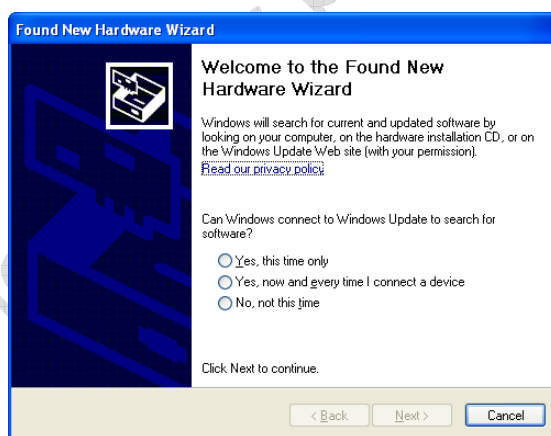 Found New Hardware Wizard
Welcome to the Found New
Hardware Wizard
Windows will search for current and updated software by
looking on your computer, on the hardware installation CD, or on
the Windows Update Web site (with your permission).
Read our privacy policy
Can Windows connect to Windows Update to search for
software?
Yes, this time only
Yes, now and every time I connect a device
No, not this time
Click Next to continue.
< Back Next > Cancel